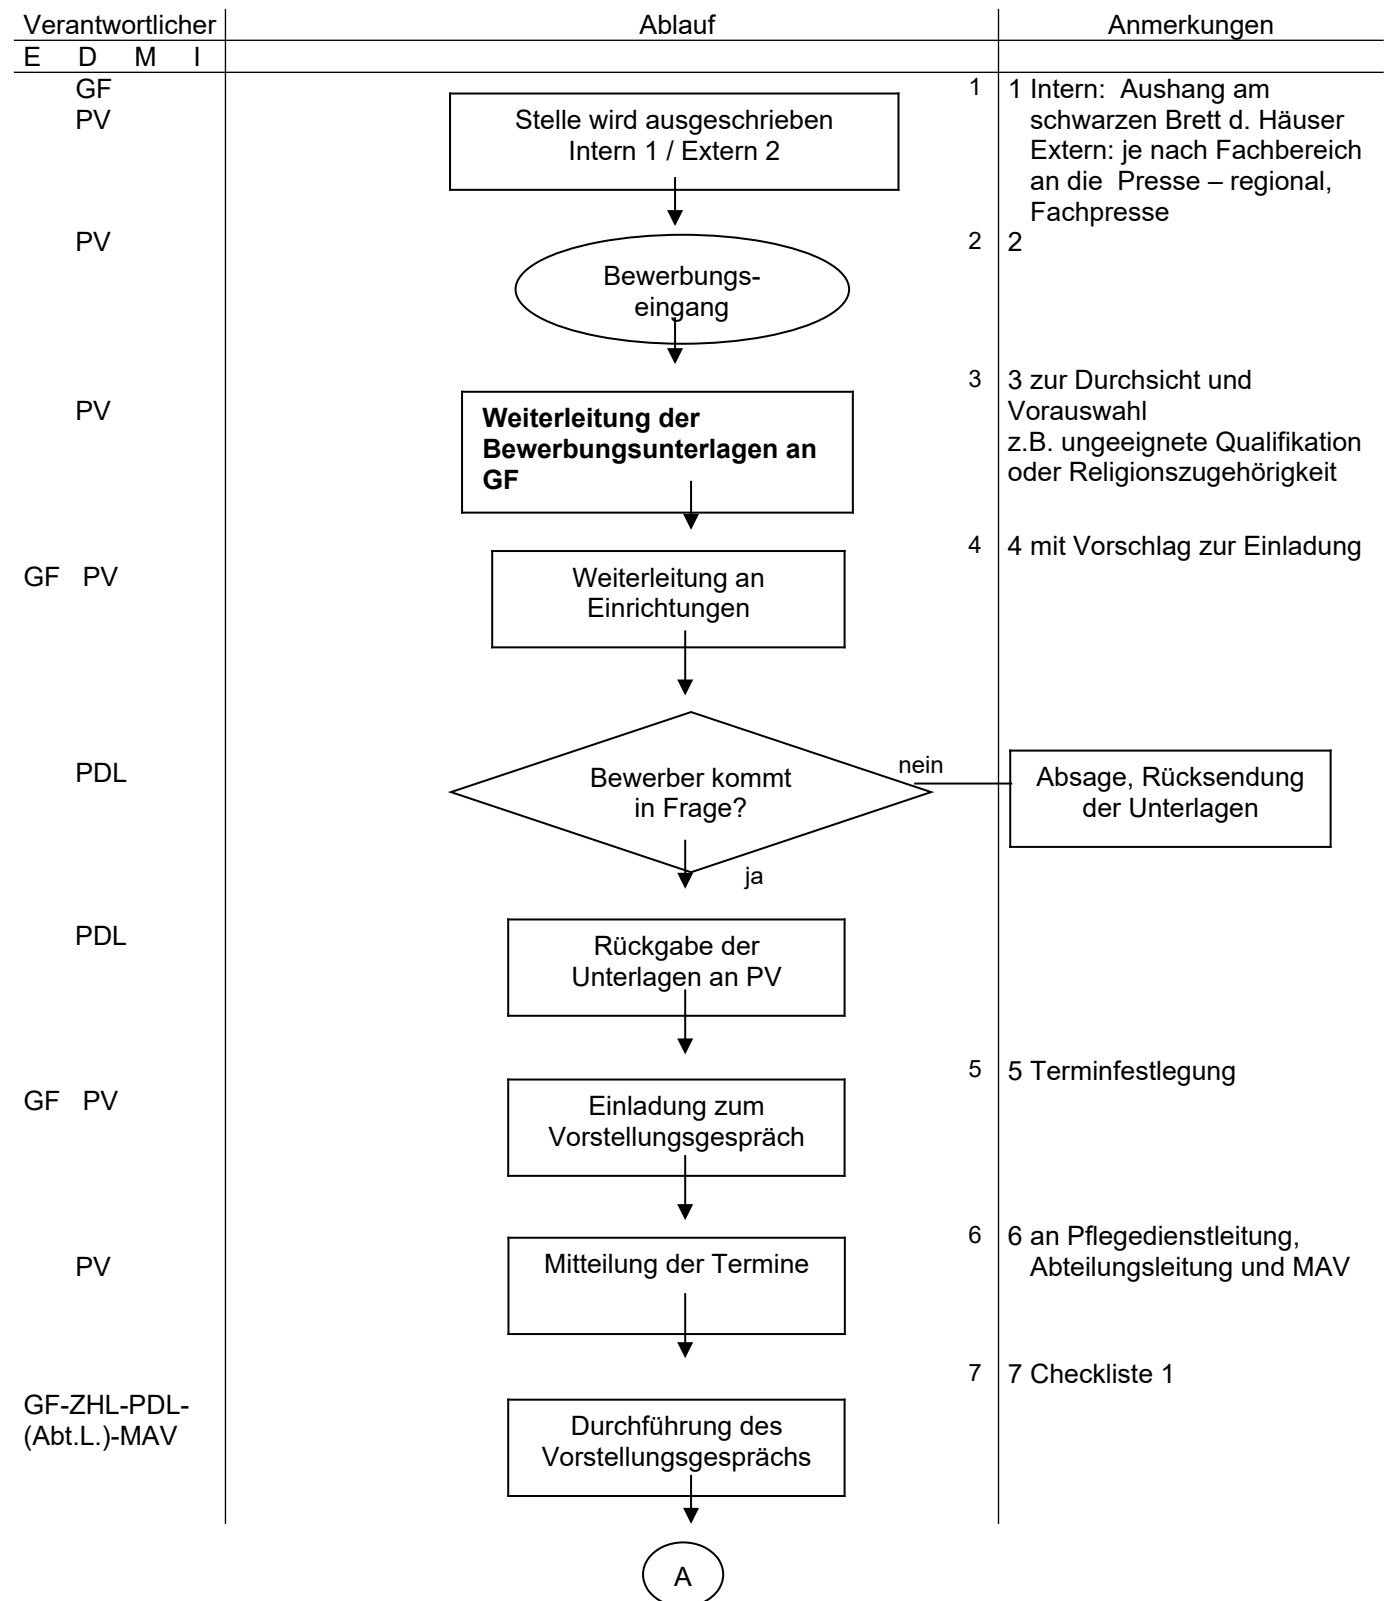 Verantwortlicher Ablauf Anmerkungen
E D M I
GF 1 1 Intern: Aushang am
PV Stelle wird ausgeschrieben schwarzen Brett d. Häuser
Intern 1 / Extern 2 Extern: je nach Fachbereich
an die Presse – regional,
Fachpresse
PV 2 2
Bewerbungs-
eingang
3 3 zur Durchsicht und
PV Weiterleitung der Vorauswahl
Bewerbungsunterlagen an z.B. ungeeignete Qualifikation
GF oder Religionszugehörigkeit
4 4 mit Vorschlag zur Einladung
GF PV Weiterleitung an
Einrichtungen
nein
PDL Bewerber kommt Absage, Rücksendung
in Frage? der Unterlagen
ja
PDL Rückgabe der
Unterlagen an PV
5 5 Terminfestlegung
GF PV Einladung zum
Vorstellungsgespräch
6 6 an Pflegedienstleitung,
PV Mitteilung der Termine Abteilungsleitung und MAV
7 7 Checkliste 1
GF-ZHL-PDL- Durchführung des
(Abt.L.)-MAV Vorstellungsgesprächs
A